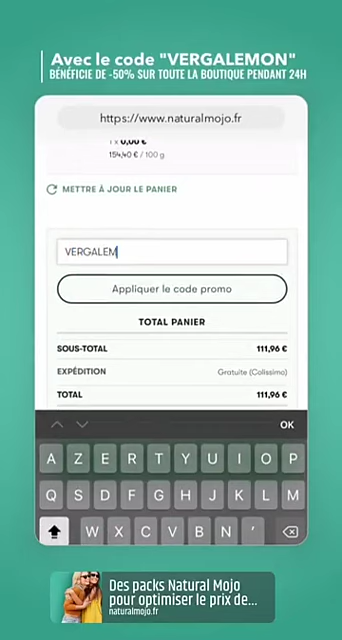 Avec le code "VERGALEMON"
BÉNÉFICIE DE -50% SUR TOUTE LA BOUTIQUE PENDANT 24H
https://www.naturalmojo.fr
1 x 0,00 €
154,40 € / 100 g
METTRE À JOUR LE PANIER
VERGALEM
Appliquer le code promo
TOTAL PANIER
SOUS-TOTAL 111,96 €
EXPÉDITION Gratuite (Colissimo)
TOTAL 111,96 €
OK
A Z E R T Y U I O P
Q S D F G H J K L M
W X C V B N '
Des packs Natural Mojo
pour optimiser le prix de...
naturalmojo.fr